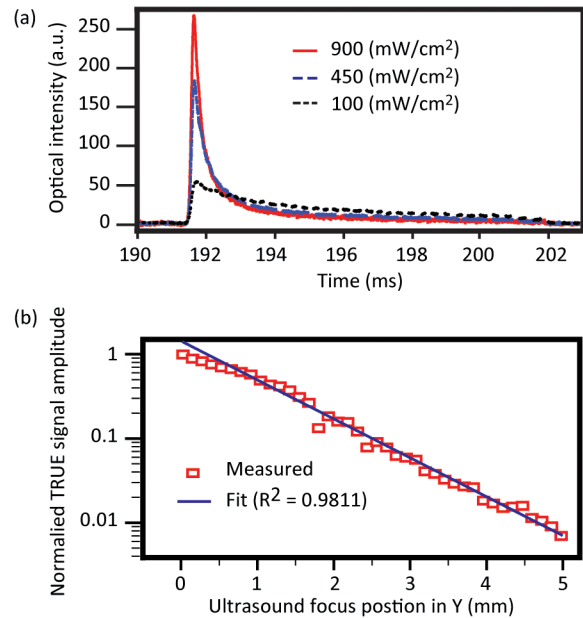 (a)
Optical intensity (a.u.)
250
200
150
100
50
0
900 (mW/cm²)
450 (mW/cm²)
100 (mW/cm²)
190 192 194 196 198 200 202
Time (ms)
(b)
Normalied TRUE signal amplitude
1
0.1
0.01
Measured
Fit (R² = 0.9811)
0 1 2 3 4 5
Ultrasound focus postion in Y (mm)